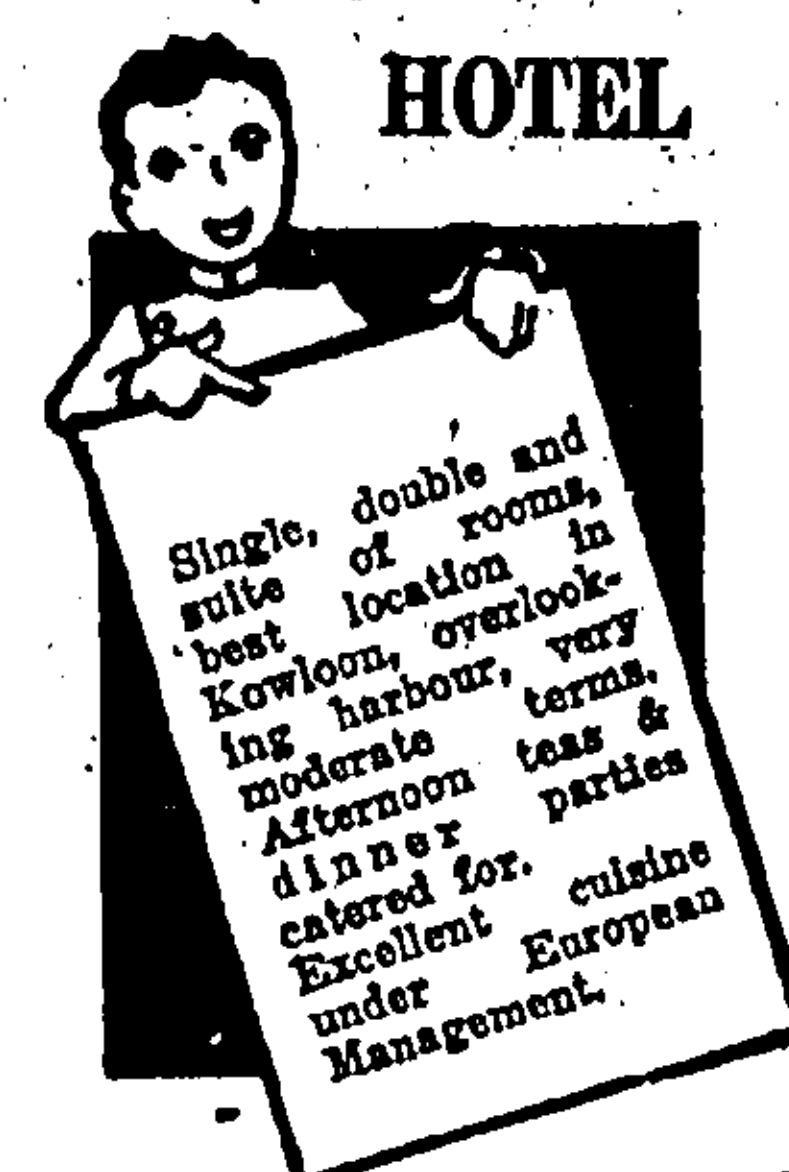 HOTEL
Single, double and
suite of rooms,
best location in
Kowloon, overlook-
ing harbour, very
moderate terms.
Afternoon teas &
dinner parties
catered for.
Excellent cuisine
under European
Management.